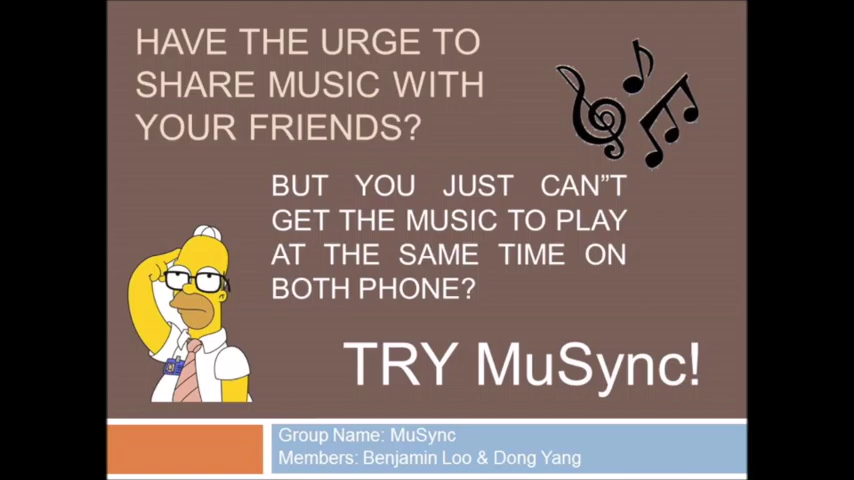 HAVE THE URGE TO
SHARE MUSIC WITH
YOUR FRIENDS?
BUT YOU JUST CAN"T
GET THE MUSIC TO PLAY
AT THE SAME TIME ON
BOTH PHONE?
TRY MuSync!
Group Name: MuSync
Members: Benjamin Loo & Dong Yang